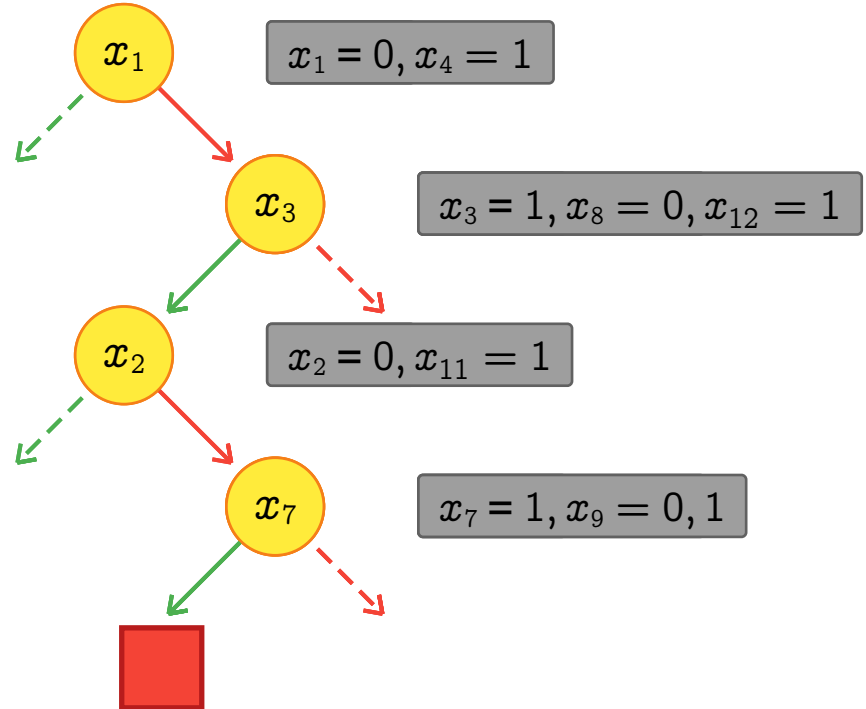 x₁ x₁ = 0, x₄ = 1
x₃ x₃ = 1, x₈ = 0, x₁₂ = 1
x₂ x₂ = 0, x₁₁ = 1
x₇ x₇ = 1, x₉ = 0, 1